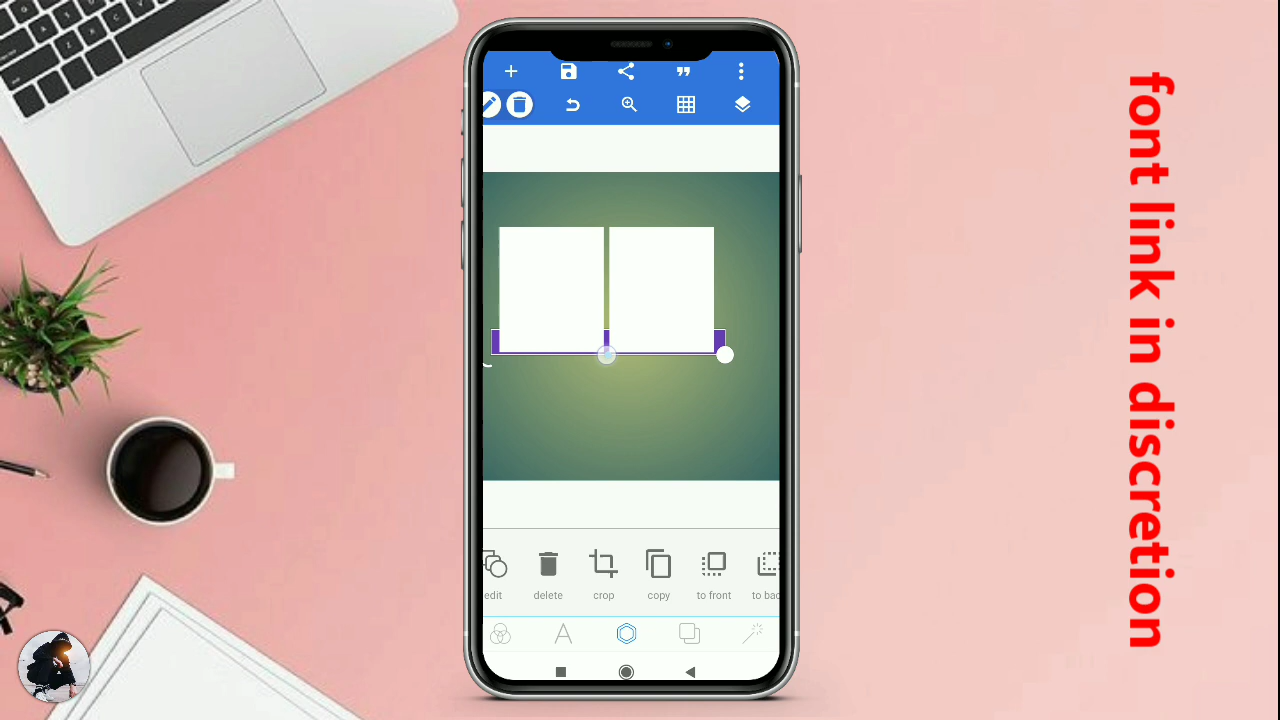 edit
delete
crop
copy
to front
to bac
font link in discretion